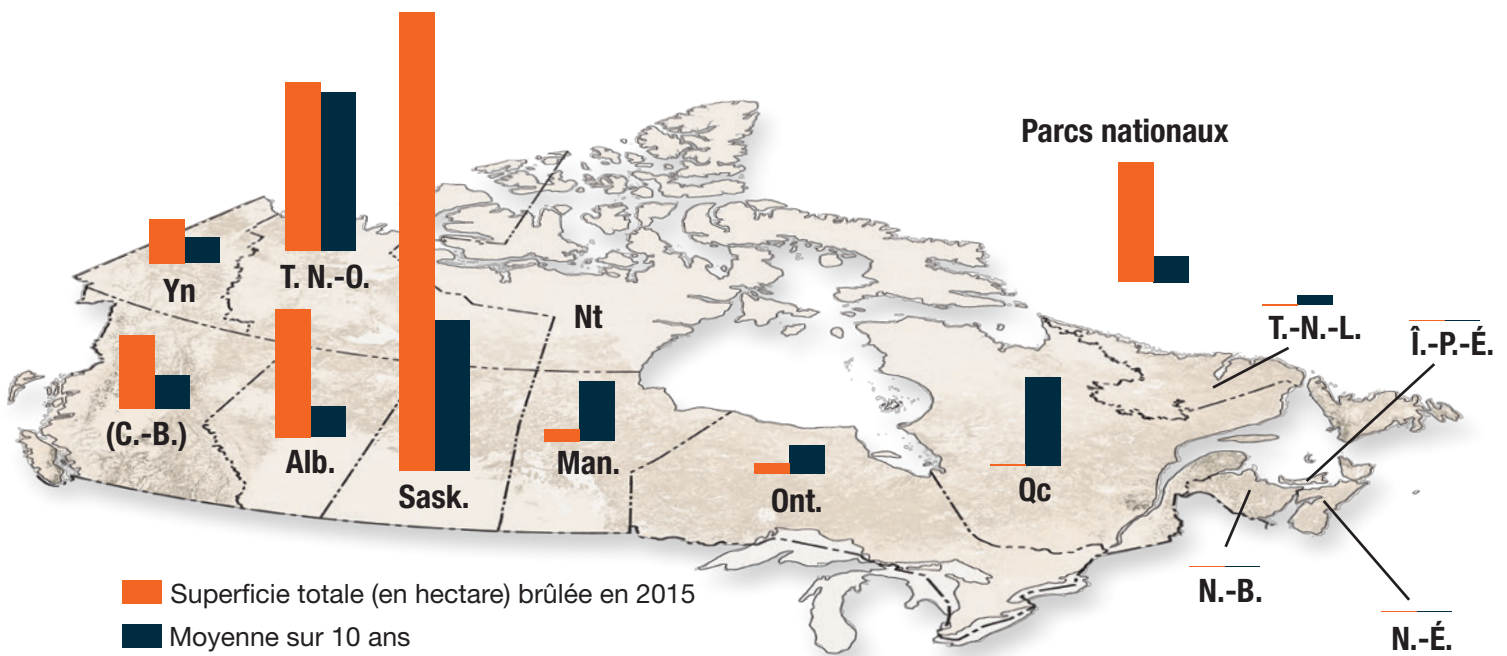 Parcs nationaux
Yn
T. N.-O.
Nt
T.-N.-L.
Î.-P.-É.
(C.-B.)
Alb.
Sask.
Man.
Ont.
Qc
N.-B.
N.-É.
Superficie totale (en hectare) brûlée en 2015
Moyenne sur 10 ans